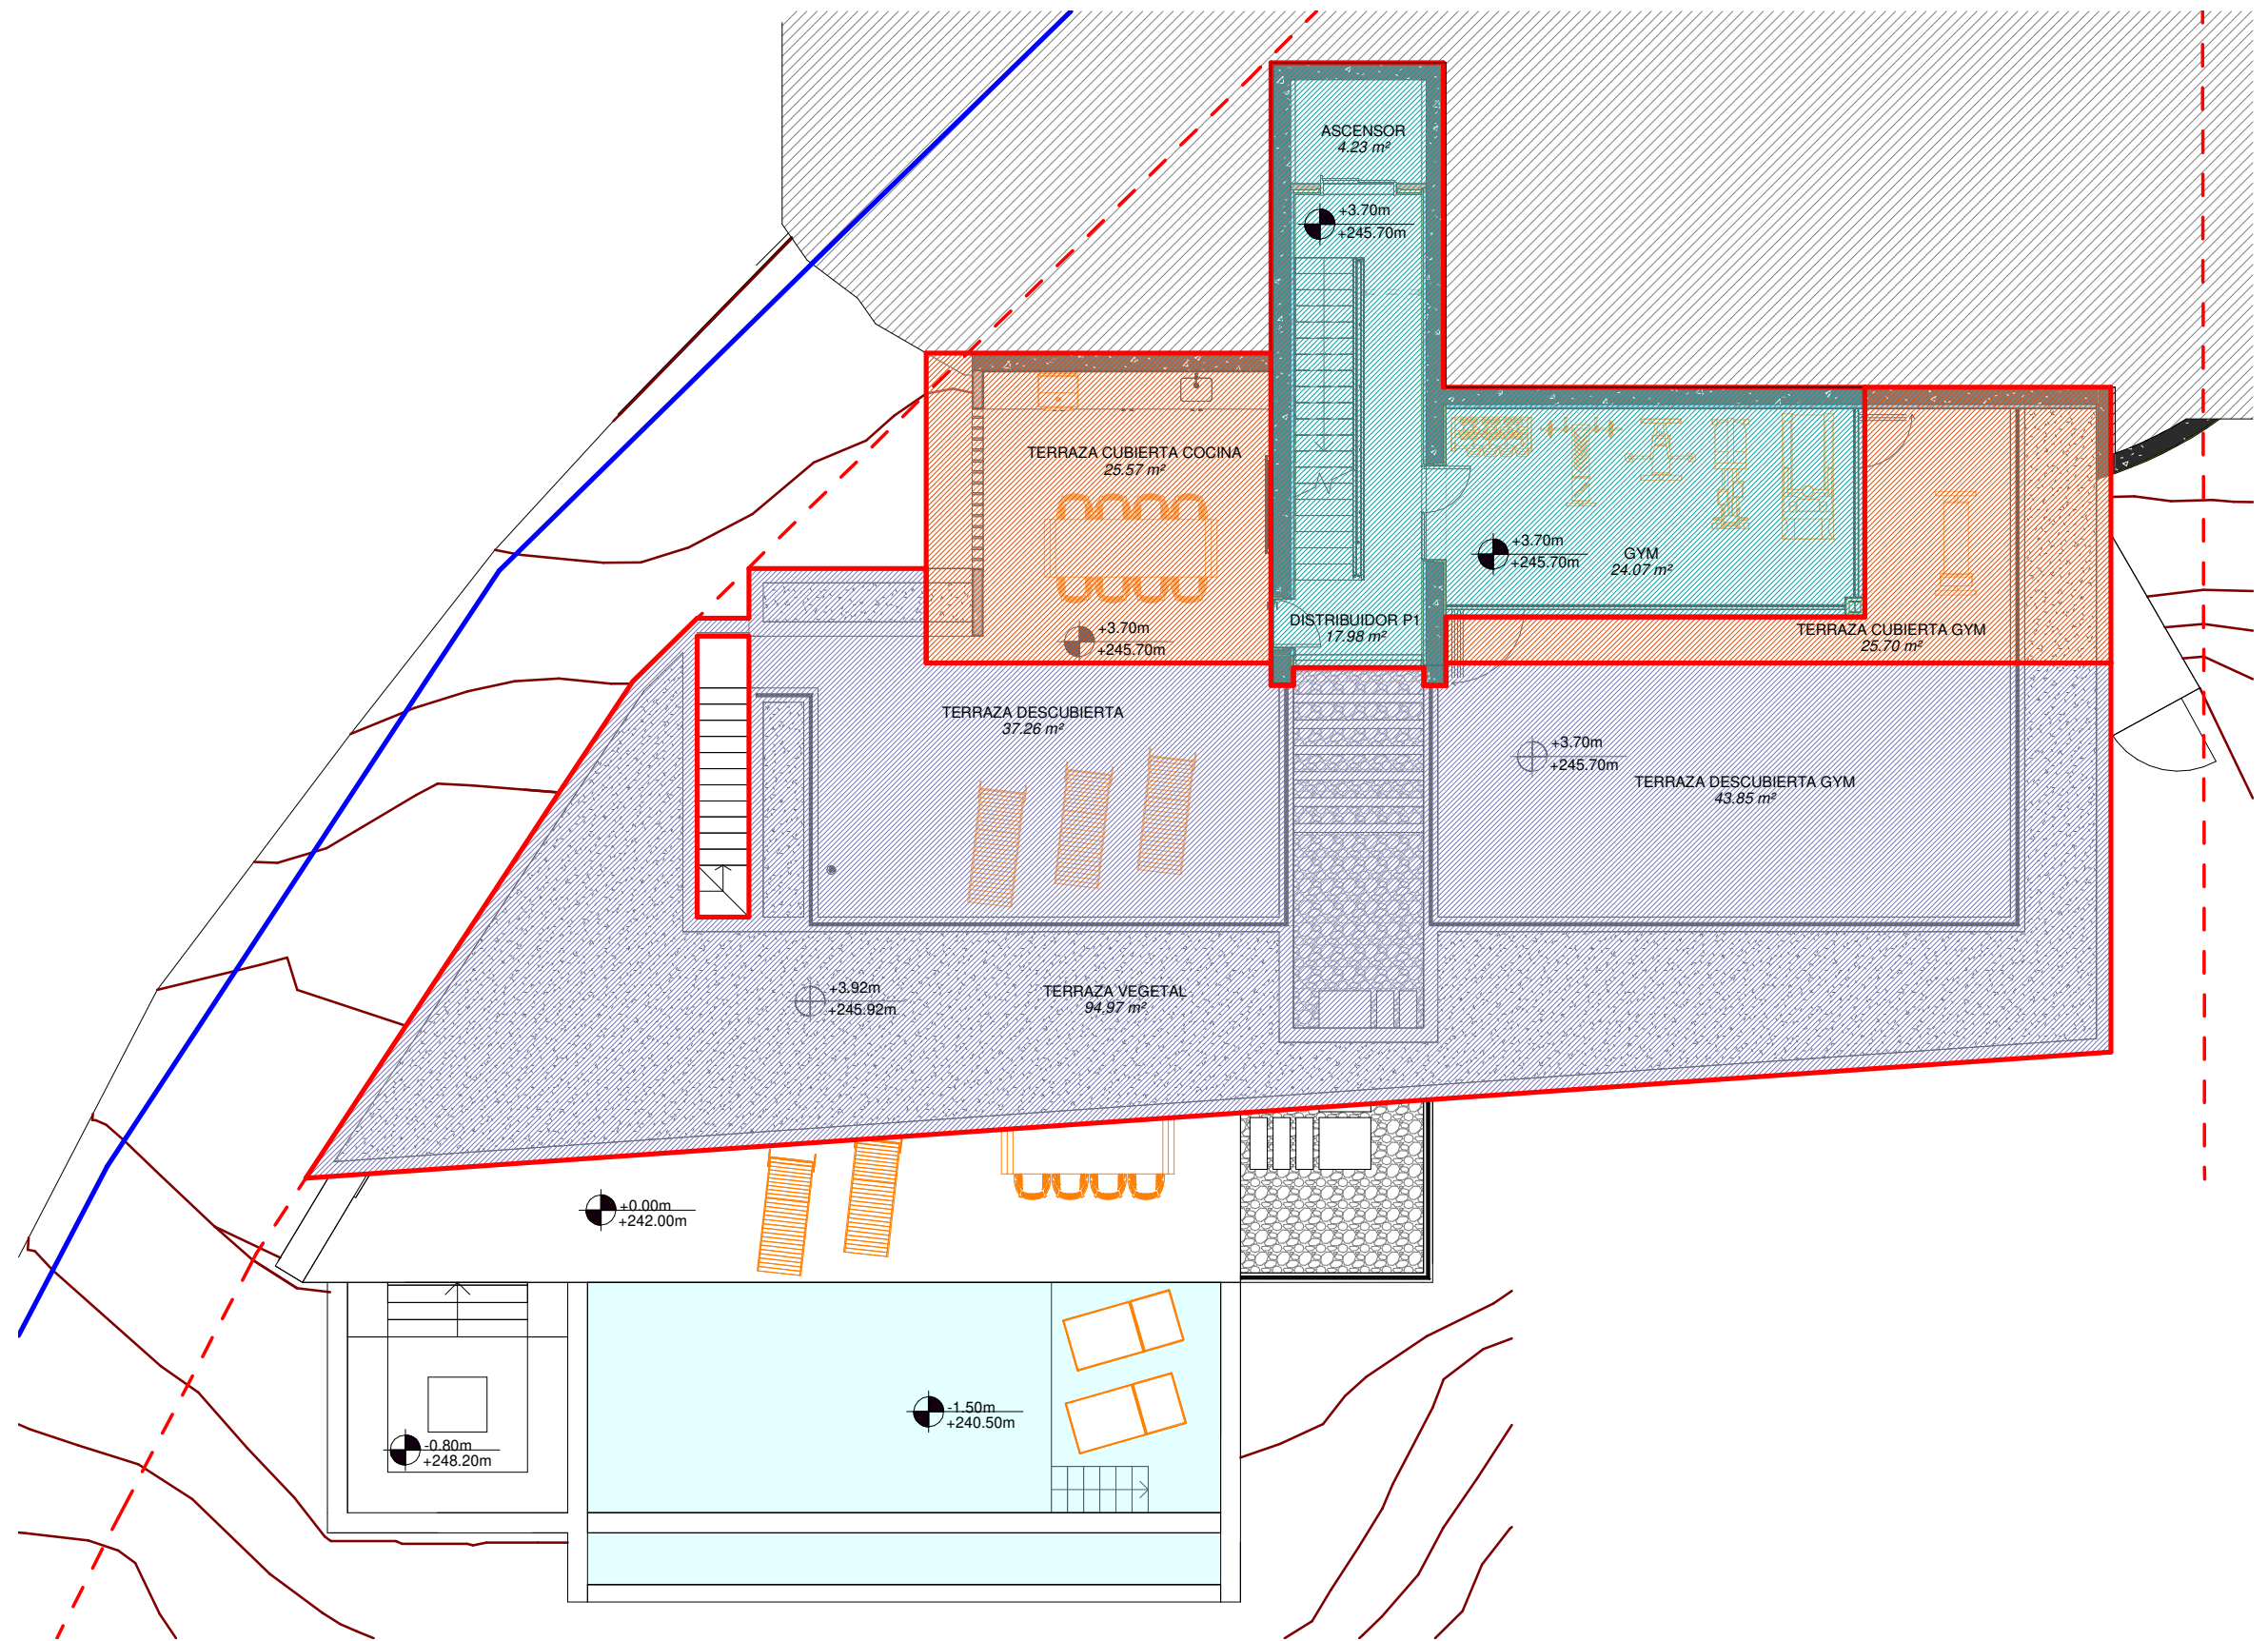 ASCENSOR
4.23 m²
+3.70m
+245.70m
TERRAZA CUBIERTA COCINA
25.57 m²
+3.70m
+245.70m
GYM
24.07 m²
DISTRIBUIDOR P1
17.98 m²
+3.70m
+245.70m
TERRAZA CUBIERTA GYM
25.70 m²
TERRAZA DESCUBIERTA
37.26 m²
+3.70m
+245.70m
TERRAZA DESCUBIERTA GYM
43.85 m²
+3.92m
+245.92m
TERRAZA VEGETAL
94.97 m²
+0.00m
+242.00m
-1.50m
+240.50m
-0.80m
+248.20m